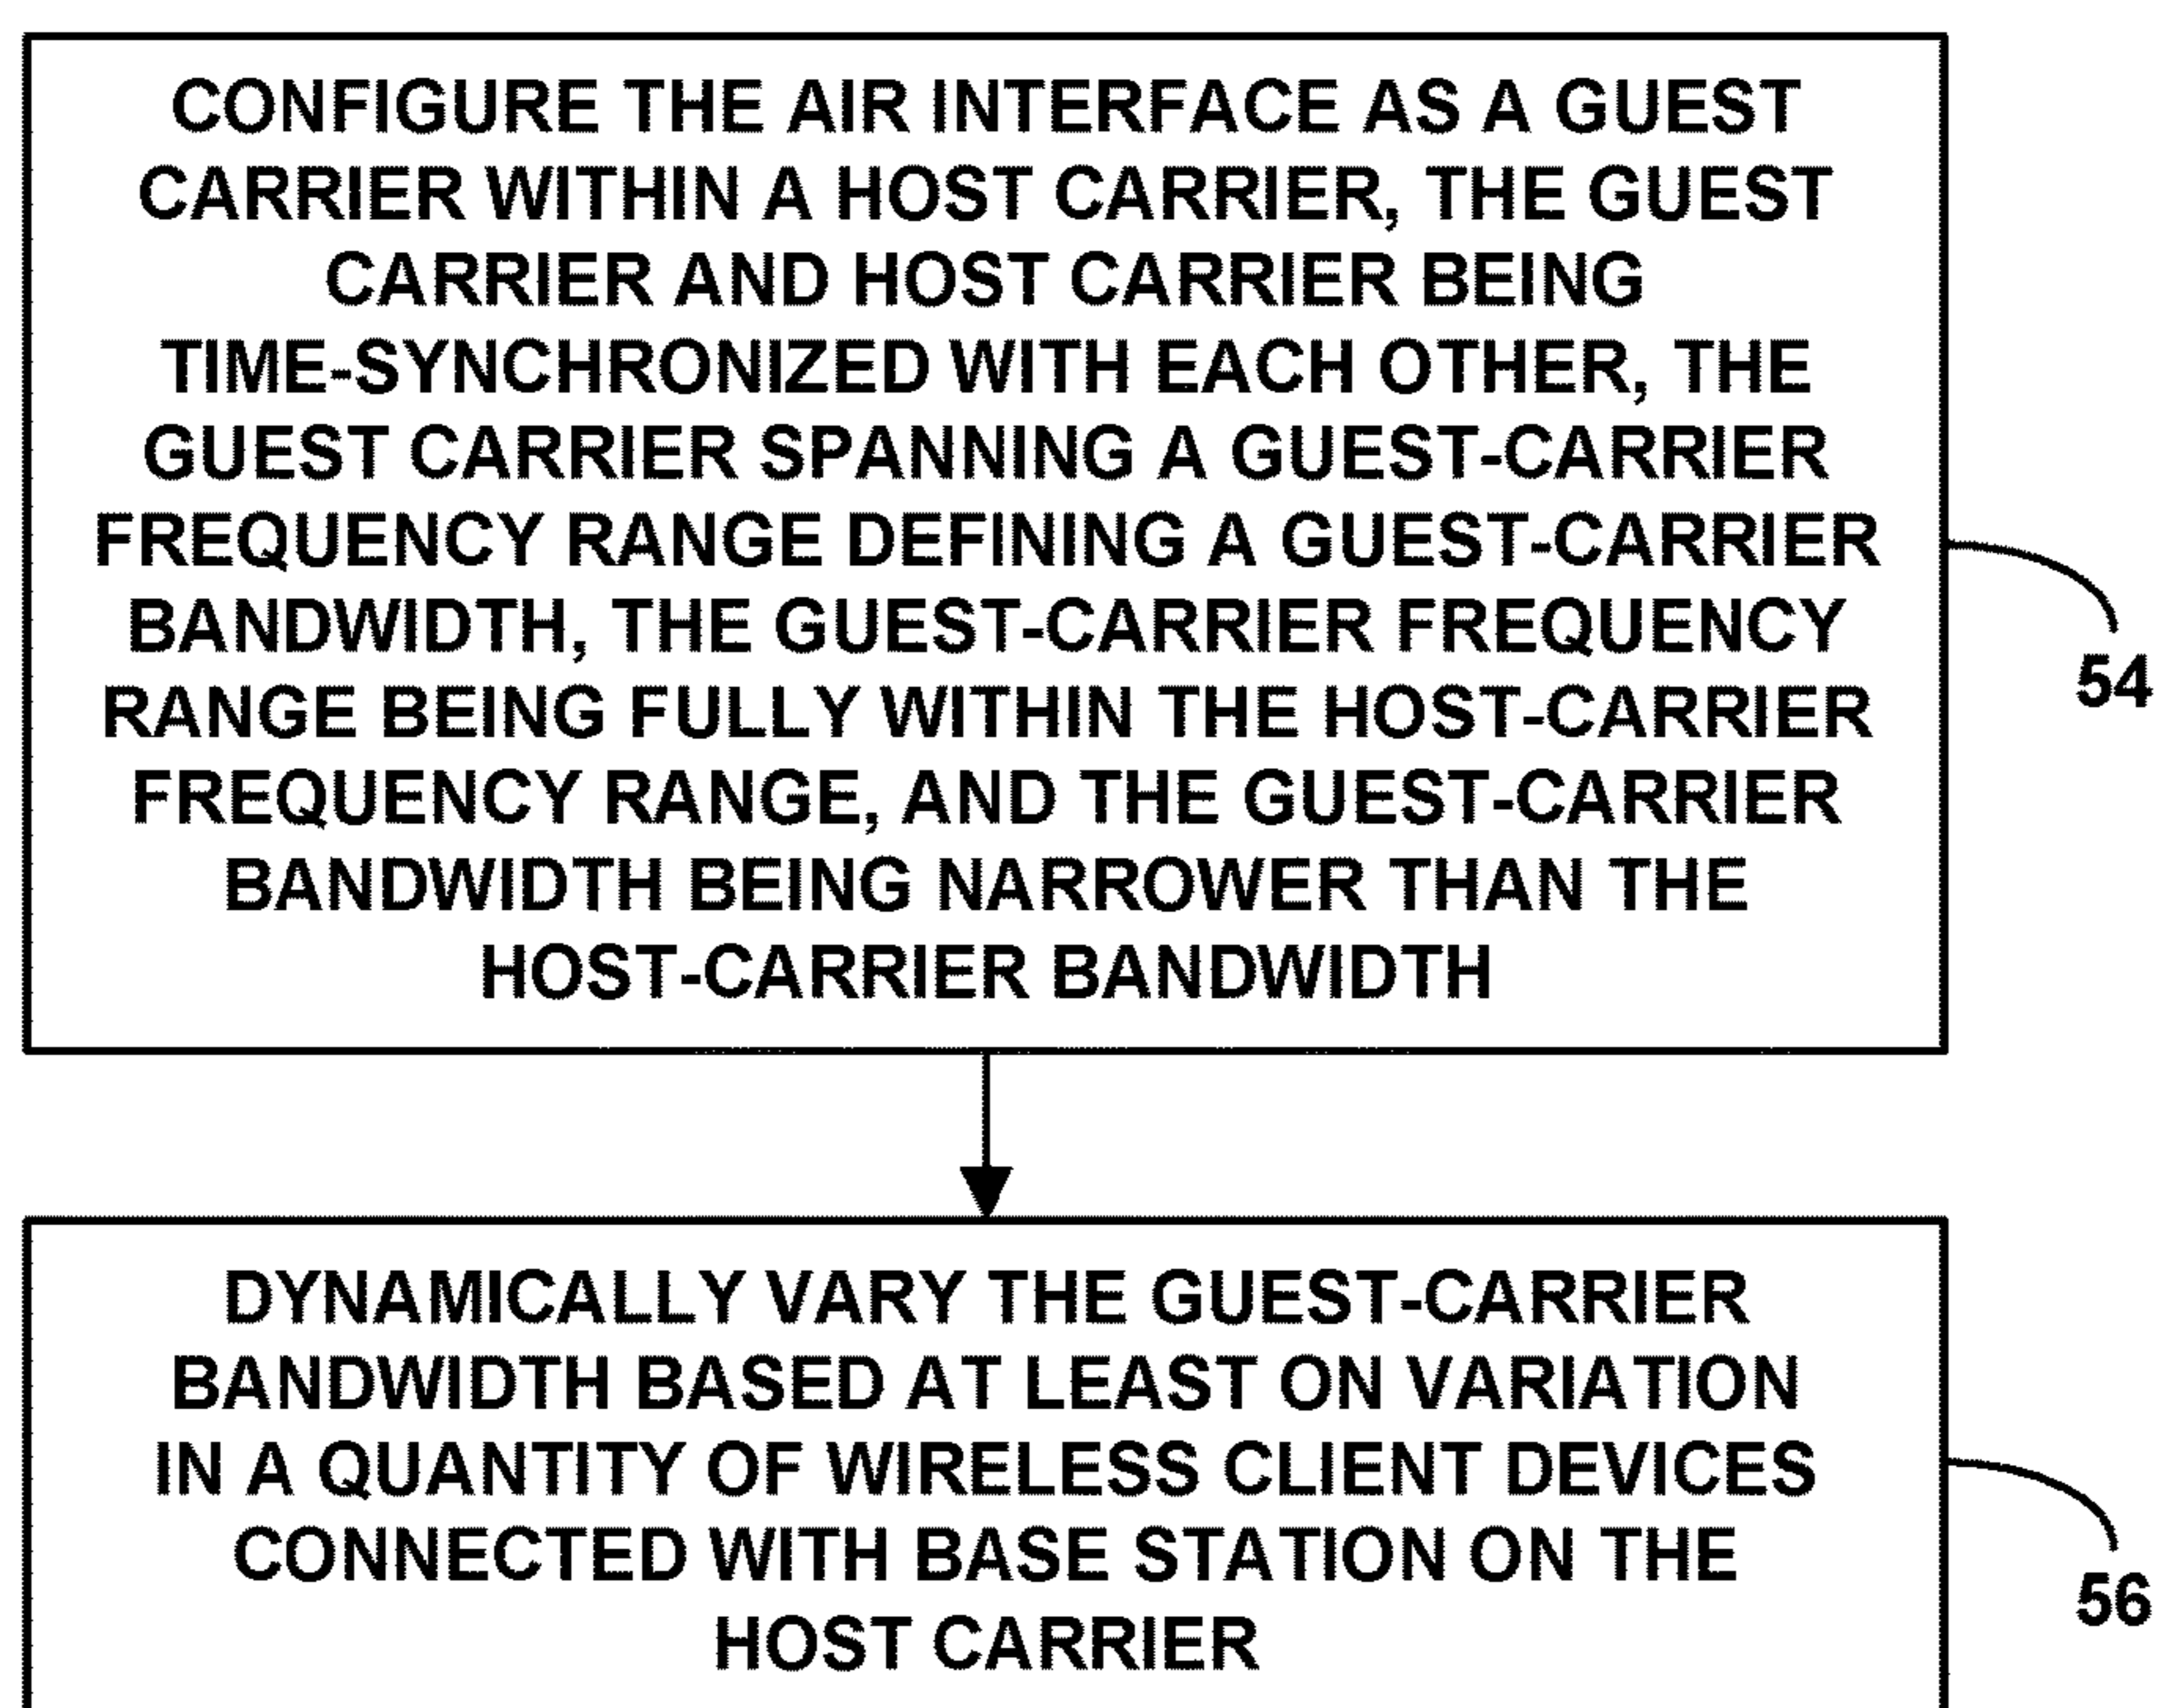 CONFIGURE THE AIR INTERFACE AS A GUEST
CARRIER WITHIN A HOST CARRIER, THE GUEST
CARRIER AND HOST CARRIER BEING
TIME-SYNCHRONIZED WITH EACH OTHER, THE
GUEST CARRIER SPANNING A GUEST-CARRIER
FREQUENCY RANGE DEFINING A GUEST-CARRIER
BANDWIDTH, THE GUEST-CARRIER FREQUENCY
RANGE BEING FULLY WITHIN THE HOST-CARRIER
FREQUENCY RANGE, AND THE GUEST-CARRIER
BANDWIDTH BEING NARROWER THAN THE
HOST-CARRIER BANDWIDTH
54
DYNAMICALLY VARY THE GUEST-CARRIER
BANDWIDTH BASED AT LEAST ON VARIATION
IN A QUANTITY OF WIRELESS CLIENT DEVICES
CONNECTED WITH BASE STATION ON THE
HOST CARRIER
56